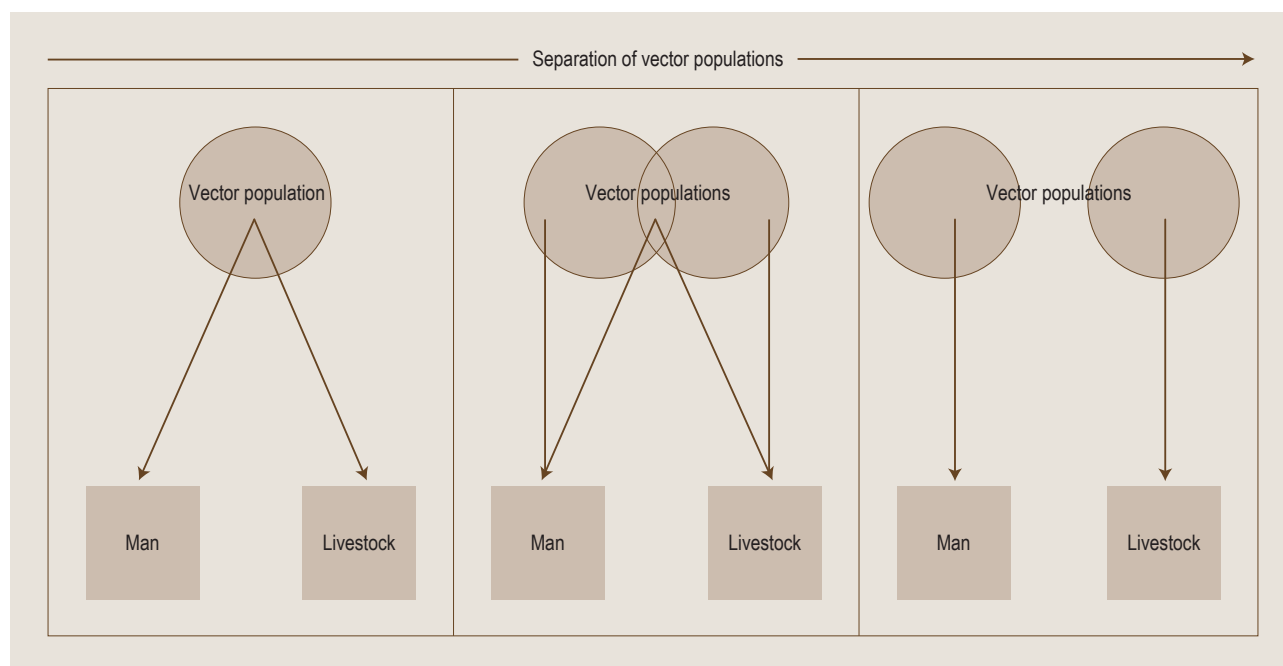 Separation of vector populations
Vector population
Vector populations
Vector populations
Man
Livestock
Man
Livestock
Man
Livestock